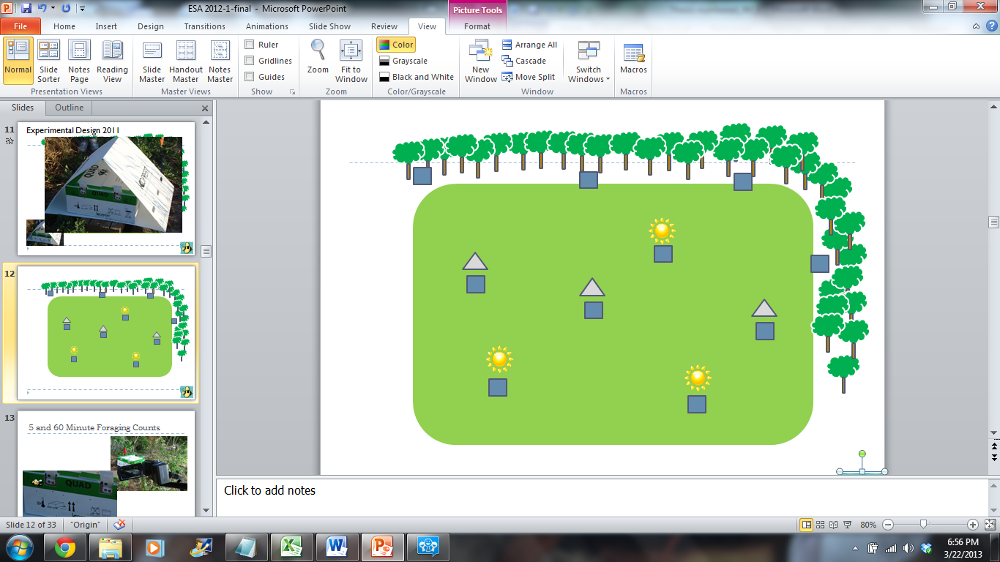 ESA 2012-1-final - Microsoft PowerPoint
Picture Tools
File Home Insert Design Transitions Animations Slide Show Review View Format
Normal
Slide Sorter
Notes Page
Reading View
Presentation Views
Slide Master
Handout Master
Notes Master
Master Views
Ruler
Gridlines
Guides
Show
Zoom
Fit to Window
Zoom
Color
Grayscale
Black and White
Color/Grayscale
New Window
Arrange All
Cascade
Move Split
Switch Windows
Window
Macros
Macros
Slides Outline
11
Experimental Design 2011
QUAD
QUAD
12
13
5 and 60 Minute Foraging Counts
QUAD
Click to add notes
Slide 12 of 33 "Origin" 80%
6:56 PM
3/22/2013